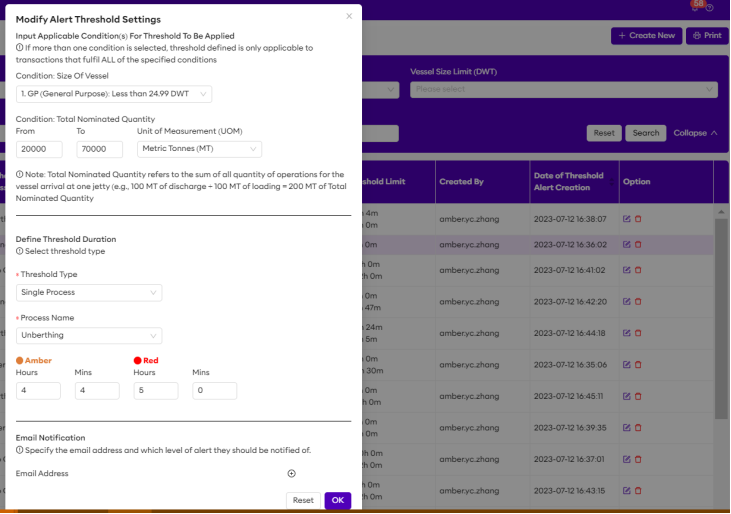 58
Modify Alert Threshold Settings
Input Applicable Condition(s) For Threshold To Be Applied
If more than one condition is selected, threshold defined is only applicable to
transactions that fulfil ALL of the specified conditions
Condition: Size Of Vessel
1. GP (General Purpose): Less than 24.99 DWT
Condition: Total Nominated Quantity
From To Unit of Measurement (UOM)
20000 70000 Metric Tonnes (MT)
Note: Total Nominated Quantity refers to the sum of all quantity of operations for the
vessel arrival at one jetty (e.g., 100 MT of discharge + 100 MT of loading = 200 MT of Total
Nominated Quantity
Define Threshold Duration
Select threshold type
* Threshold Type
Single Process
* Process Name
Unberthing
Amber Red
Hours Mins Hours Mins
4 4 5 0
Email Notification
Specify the email address and which level of alert they should be notified of.
Email Address
Reset OK
+ Create New Print
Vessel Size Limit (DWT)
Please select
Reset Search Collapse
shold Limit Created By Date of Threshold Option
Alert Creation
4m
0m amber.yc.zhang 2023-07-12 16:38:07
0m amber.yc.zhang 2023-07-12 16:36:02
0m
0m amber.yc.zhang 2023-07-12 16:41:02
0m
47m amber.yc.zhang 2023-07-12 16:42:20
24m
5m amber.yc.zhang 2023-07-12 16:44:18
0m
30m amber.yc.zhang 2023-07-12 16:35:06
0m
0m amber.yc.zhang 2023-07-12 16:45:11
0m
0m amber.yc.zhang 2023-07-12 16:39:35
0m
0m amber.yc.zhang 2023-07-12 16:37:01
0m
0m amber.yc.zhang 2023-07-12 16:43:15